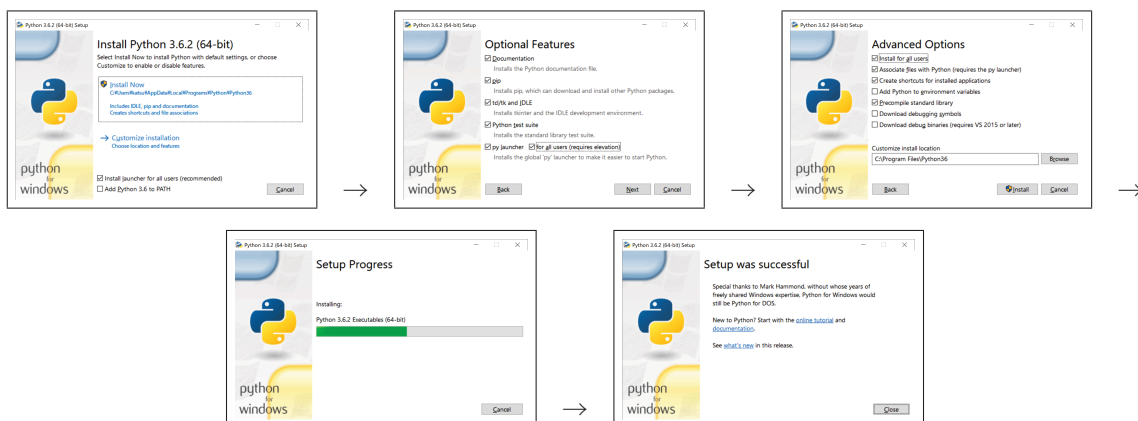 Python 3.6.2 (64-bit) Setup
Install Python 3.6.2 (64-bit)
Select Install Now to install Python with default settings, or choose
Customize to enable or disable features.
Install Now
C:¥Users¥katsu¥AppData¥Local¥Programs¥Python¥Python36
Includes IDLE, pip and documentation
Creates shortcuts and file associations
→ Customize installation
Choose location and features
Install launcher for all users (recommended)
Add Python 3.6 to PATH
Cancel
python
for
windows
→
Python 3.6.2 (64-bit) Setup
Optional Features
Documentation
Installs the Python documentation file.
pip
Installs pip, which can download and install other Python packages.
tcl/tk and IDLE
Installs tkinter and the IDLE development environment.
Python test suite
Installs the standard library test suite.
py launcher for all users (requires elevation)
Installs the global 'py' launcher to make it easier to start Python.
Back Next Cancel
python
for
windows
→
Python 3.6.2 (64-bit) Setup
Advanced Options
Install for all users
Associate files with Python (requires the py launcher)
Create shortcuts for installed applications
Add Python to environment variables
Precompile standard library
Download debugging symbols
Download debug binaries (requires VS 2015 or later)
Customize install location
C:\Program Files\Python36 Browse
Back Install Cancel
python
for
windows
→
Python 3.6.2 (64-bit) Setup
Setup Progress
Installing:
Python 3.6.2 Executables (64-bit)
Cancel
python
for
windows
→
Python 3.6.2 (64-bit) Setup
Setup was successful
Special thanks to Mark Hammond, without whose years of
freely shared Windows expertise, Python for Windows would
still be Python for DOS.
New to Python? Start with the online tutorial and
documentation.
See what's new in this release.
Close
python
for
windows